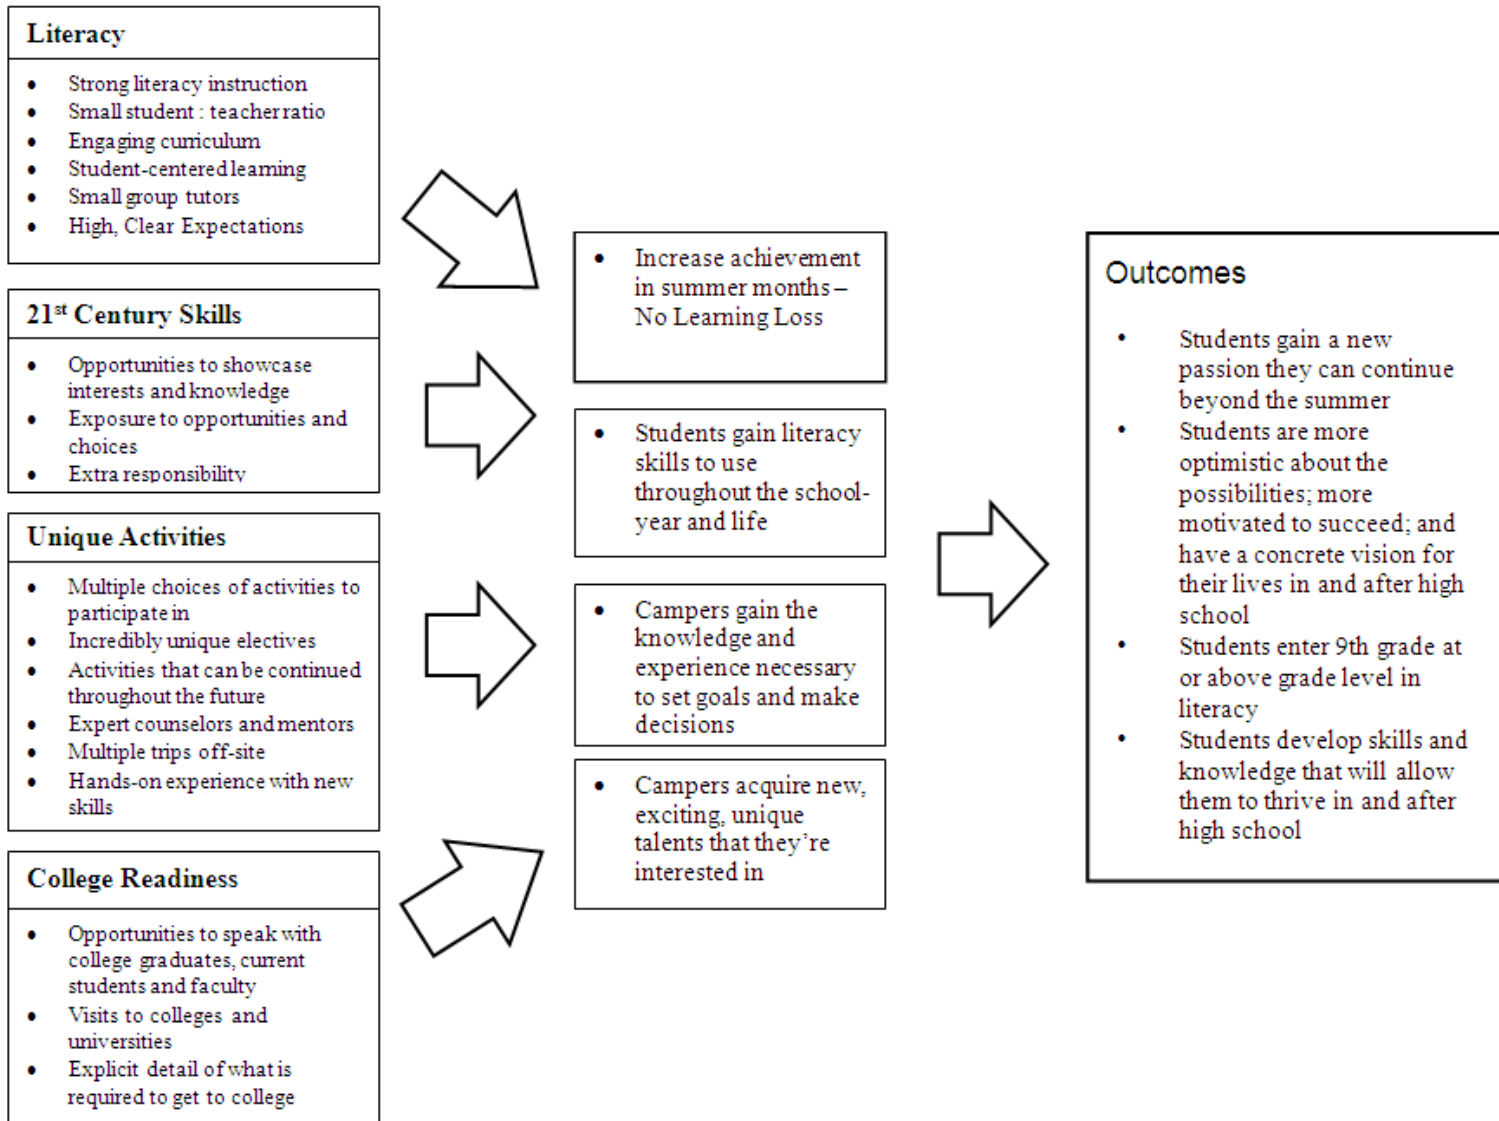 Literacy
• Strong literacy instruction
• Small student : teacher ratio
• Engaging curriculum
• Student-centered learning
• Small group tutors
• High, Clear Expectations
21st Century Skills
• Opportunities to showcase
interests and knowledge
• Exposure to opportunities and
choices
• Extra responsibility
Unique Activities
• Multiple choices of activities to
participate in
• Incredibly unique electives
• Activities that can be continued
throughout the future
• Expert counselors and mentors
• Multiple trips off-site
• Hands-on experience with new
skills
College Readiness
• Opportunities to speak with
college graduates, current
students and faculty
• Visits to colleges and
universities
• Explicit detail of what is
required to get to college
• Increase achievement
in summer months –
No Learning Loss
• Students gain literacy
skills to use
throughout the school-
year and life
• Campers gain the
knowledge and
experience necessary
to set goals and make
decisions
• Campers acquire new,
exciting, unique
talents that they’re
interested in
Outcomes
• Students gain a new
passion they can continue
beyond the summer
• Students are more
optimistic about the
possibilities; more
motivated to succeed; and
have a concrete vision for
their lives in and after high
school
• Students enter 9th grade at
or above grade level in
literacy
• Students develop skills and
knowledge that will allow
them to thrive in and after
high school